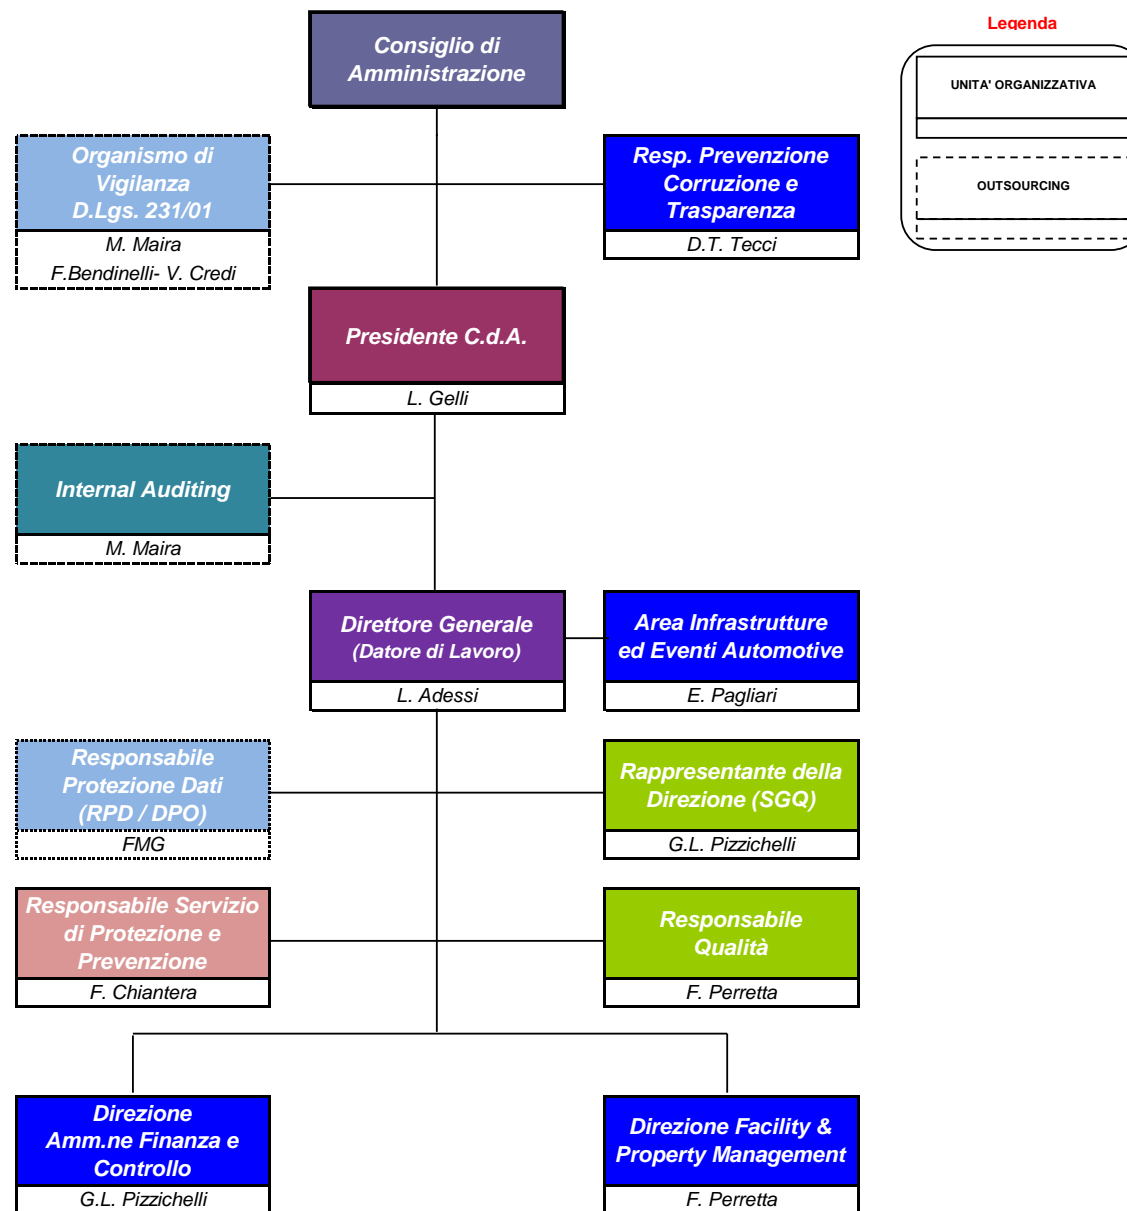 Legenda
Consiglio di
Amministrazione
UNITA' ORGANIZZATIVA
OUTSOURCING
Organismo di
Vigilanza
D.Lgs. 231/01
M. Maira
F.Bendinelli- V. Credi
Resp. Prevenzione
Corruzione e
Trasparenza
D.T. Tecci
Presidente C.d.A.
L. Gelli
Internal Auditing
M. Maira
Direttore Generale
(Datore di Lavoro)
L. Adessi
Area Infrastrutture
ed Eventi Automotive
E. Pagliari
Responsabile
Protezione Dati
(RPD / DPO)
FMG
Rappresentante della
Direzione (SGQ)
G.L. Pizzichelli
Responsabile Servizio
di Protezione e
Prevenzione
F. Chiantera
Responsabile
Qualità
F. Perretta
Direzione
Amm.ne Finanza e
Controllo
G.L. Pizzichelli
Direzione Facility &
Property Management
F. Perretta